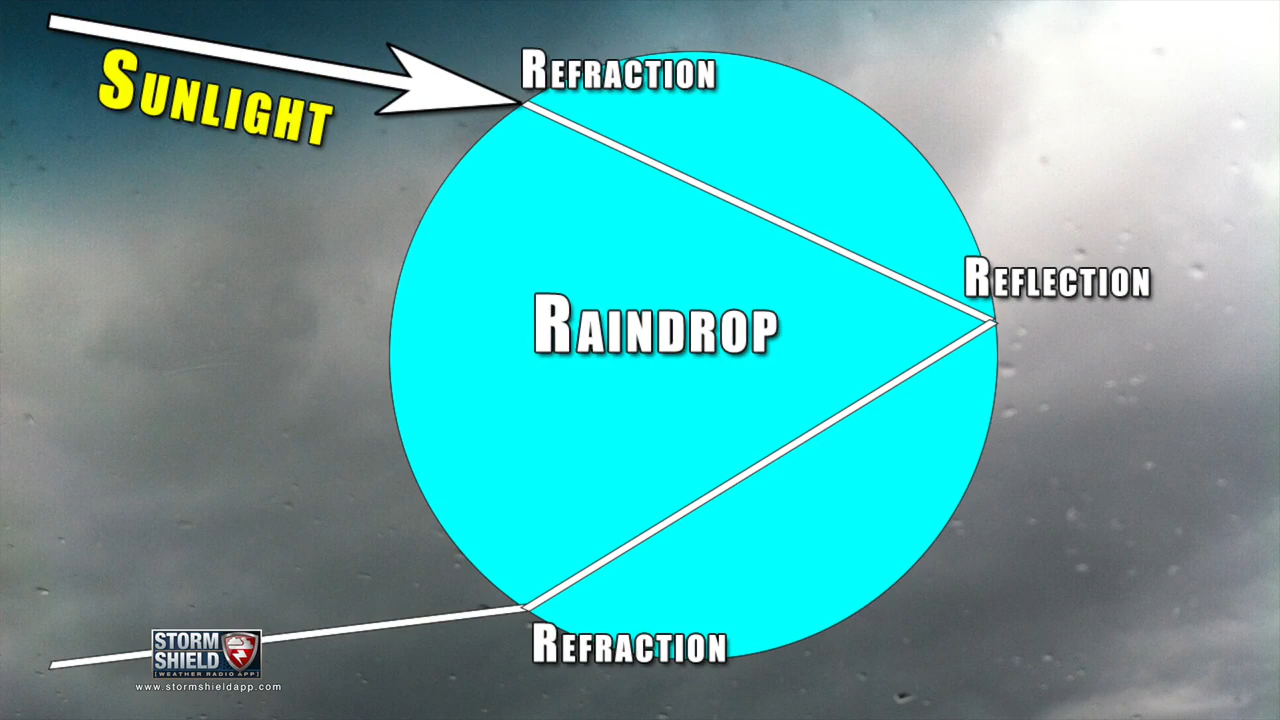 SUNLIGHT
REFRACTION
REFLECTION
RAINDROP
REFRACTION
STORM
SHIELD
[WEATHER RADIO APP]
www.stormshieldapp.com